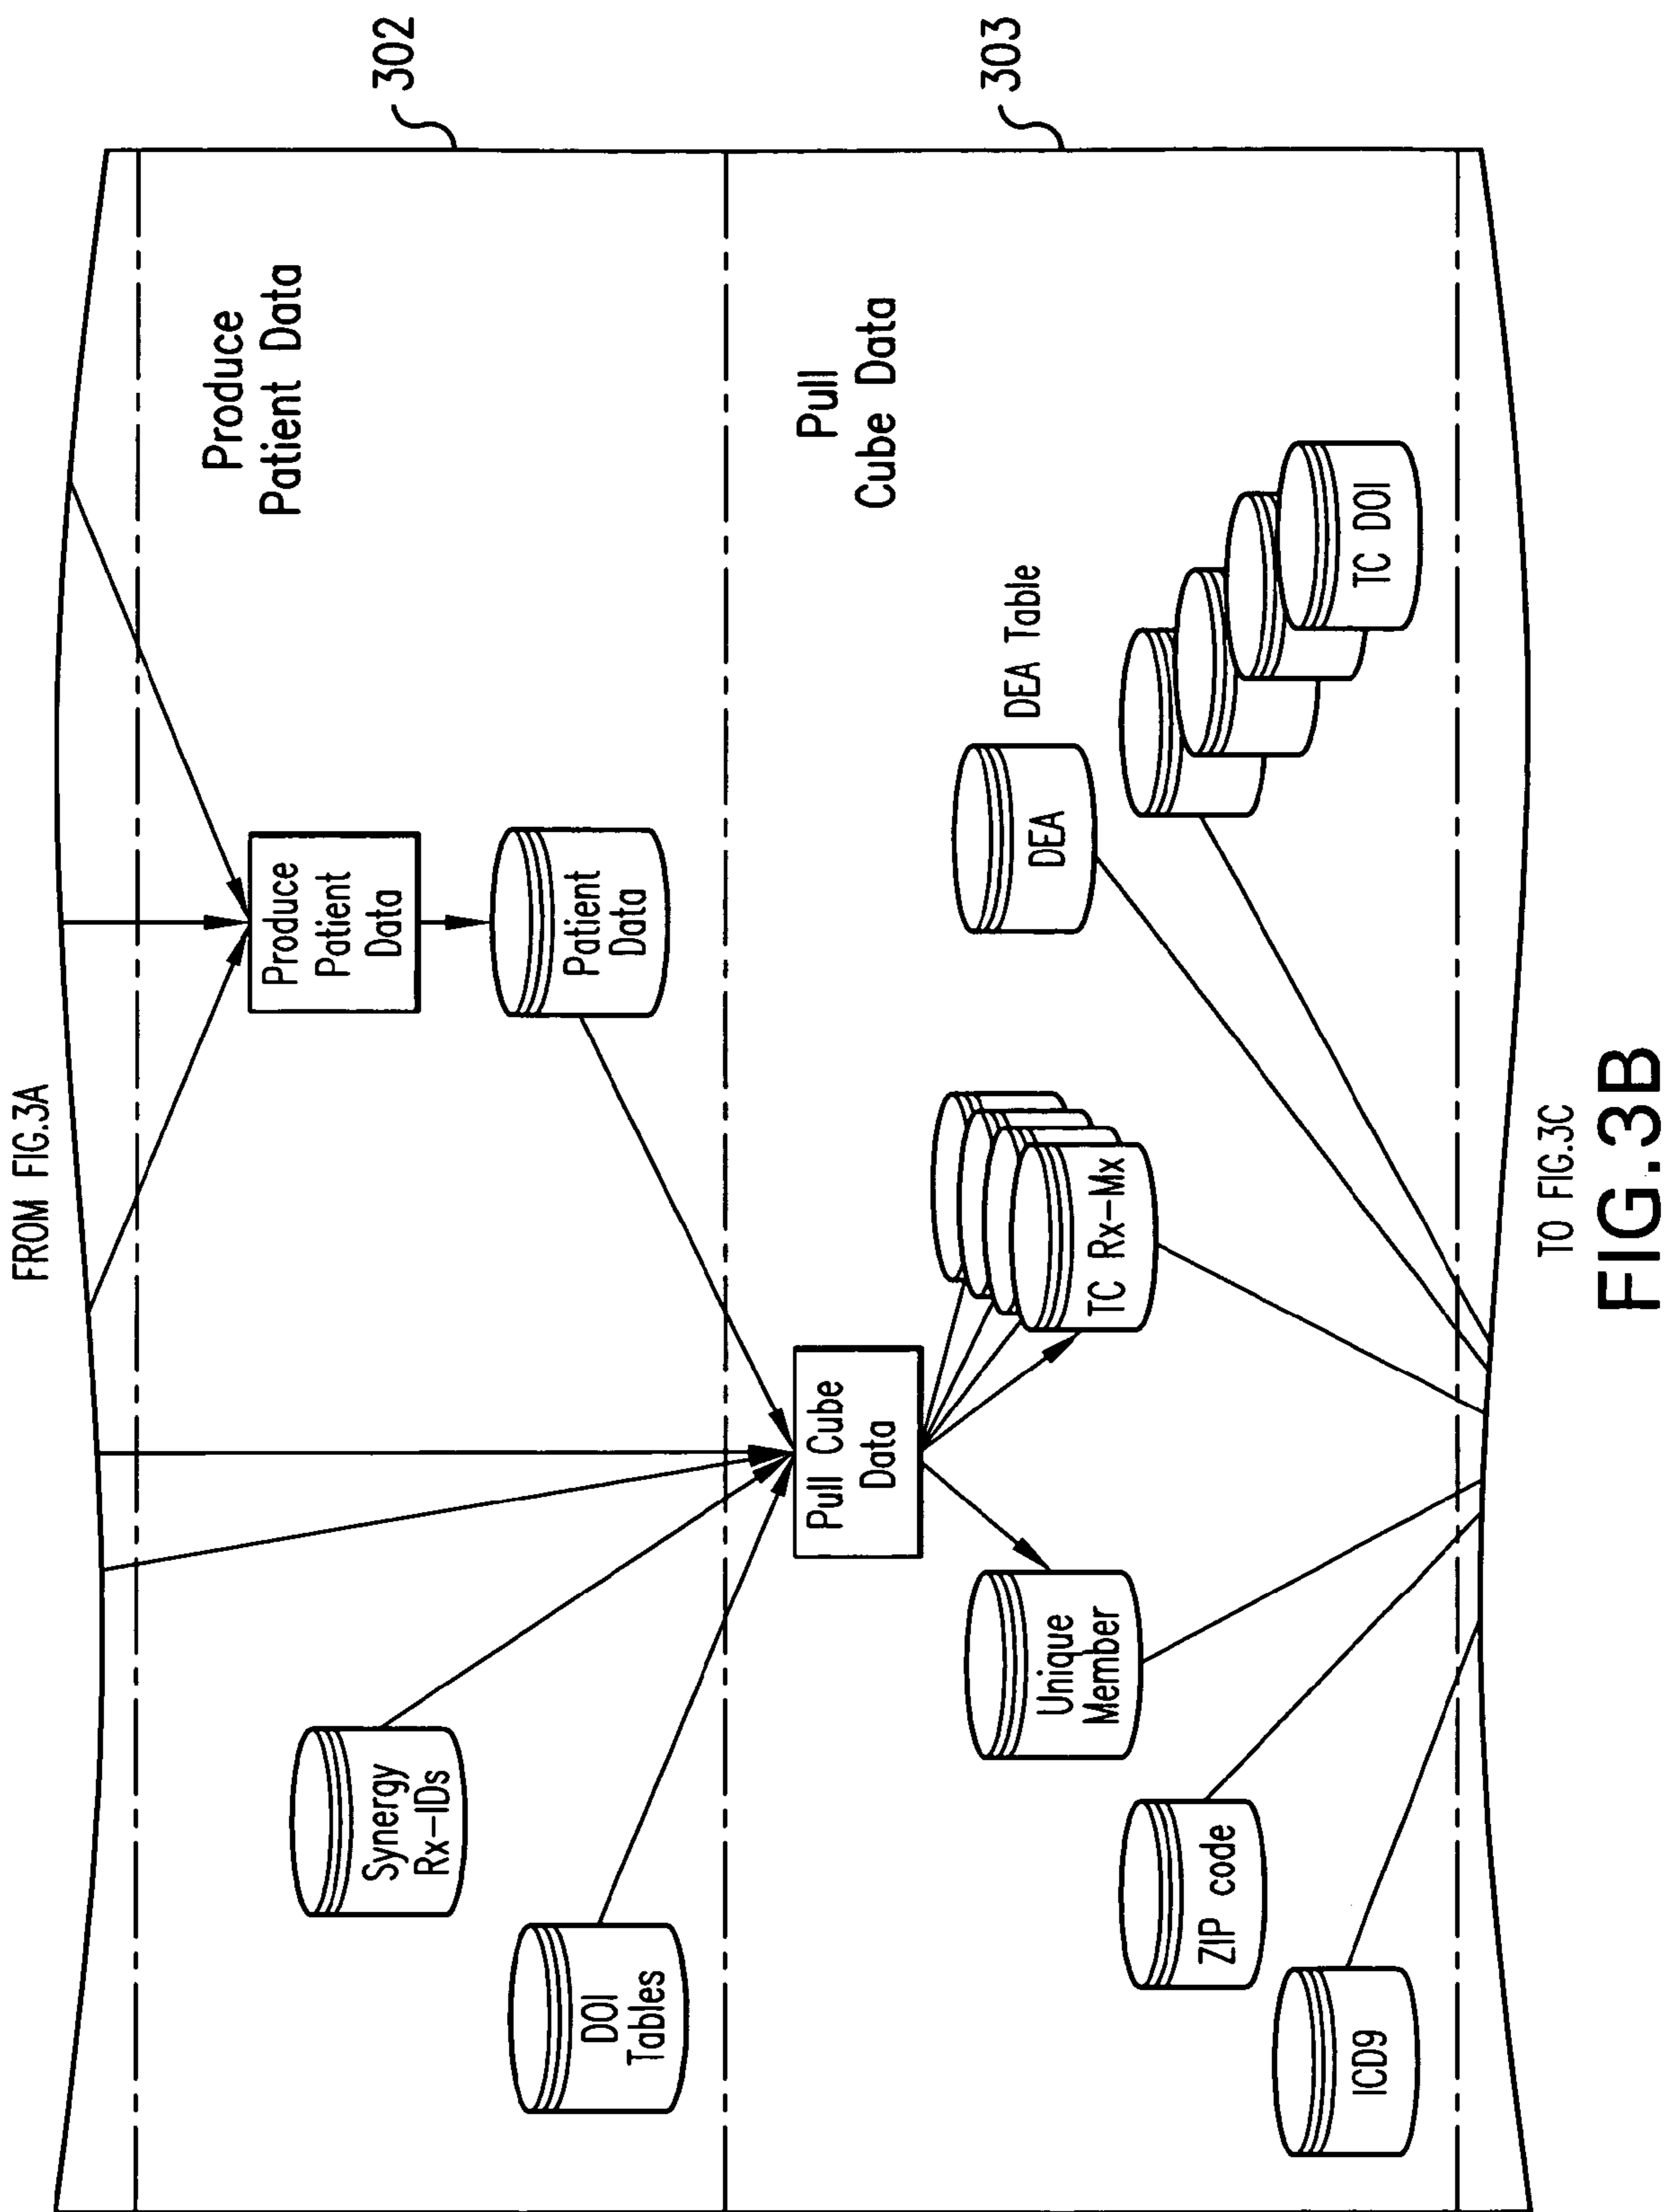 FROM FIG.3A
302
Produce
Patient Data
Produce
Patient
Data
Patient
Data
Synergy
Rx-IDs
DOI
Tables
303
Pull
Cube Data
Pull Cube
Data
DEA Table
DEA
TC Rx-Mx
TC DOI
Unique
Member
ZIP code
ICD9
TO FIG.3C
FIG.3B